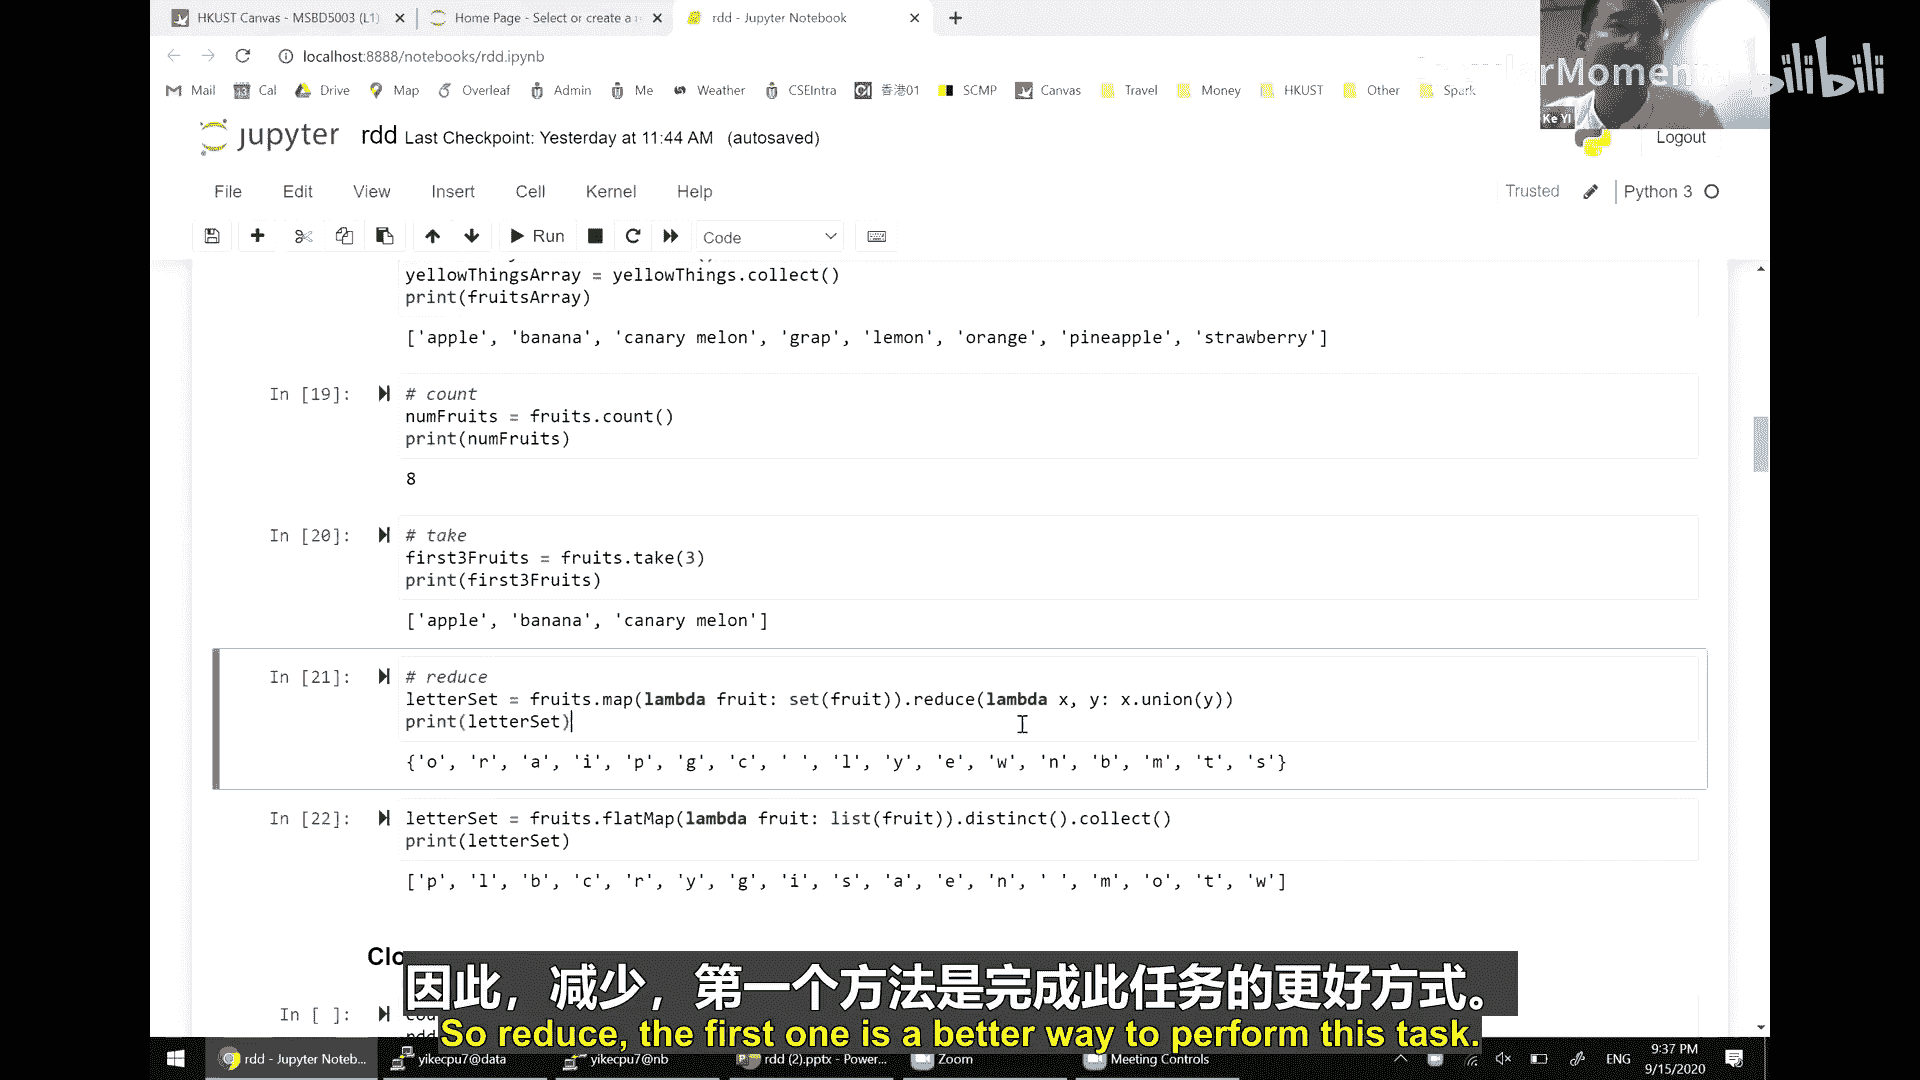 HKUST Canvas - MSBD5003 (L1)
Home Page - Select or create a
rdd - Jupyter Notebook
localhost:8888/notebooks/rdd.ipynb
Mail Cal Drive Map Overleaf Admin Me Weather CSEIntra 香港01 SCMP Canvas Travel Money HKUST Other Spark
bilibili
Ke YI
jupyter rdd Last Checkpoint: Yesterday at 11:44 AM (autosaved)
Logout
File Edit View Insert Cell Kernel Help
Trusted Python 3
Run Code
yellowThingsArray = yellowThings.collect()
print(fruitsArray)
['apple', 'banana', 'canary melon', 'grap', 'lemon', 'orange', 'pineapple', 'strawberry']
In [19]: # count
numFruits = fruits.count()
print(numFruits)
8
In [20]: # take
first3Fruits = fruits.take(3)
print(first3Fruits)
['apple', 'banana', 'canary melon']
In [21]: # reduce
letterSet = fruits.map(lambda fruit: set(fruit)).reduce(lambda x, y: x.union(y))
print(letterSet)
{'o', 'r', 'a', 'i', 'p', 'g', 'c', ' ', 'l', 'y', 'e', 'w', 'n', 'b', 'm', 't', 's'}
In [22]: letterSet = fruits.flatMap(lambda fruit: list(fruit)).distinct().collect()
print(letterSet)
['p', 'l', 'b', 'c', 'r', 'y', 'g', 'i', 's', 'a', 'e', 'n', ' ', 'm', 'o', 't', 'w']
Clo
因此，减少，第一个方法是完成此任务的更好方式。
In [ ]:
So reduce, the first one is a better way to perform this task.
rdd - Jupyter Noteb... yikecpu7@data yikecpu7@nb rdd (2).pptx - Power... Zoom Meeting Controls ENG 9:37 PM
9/15/2020